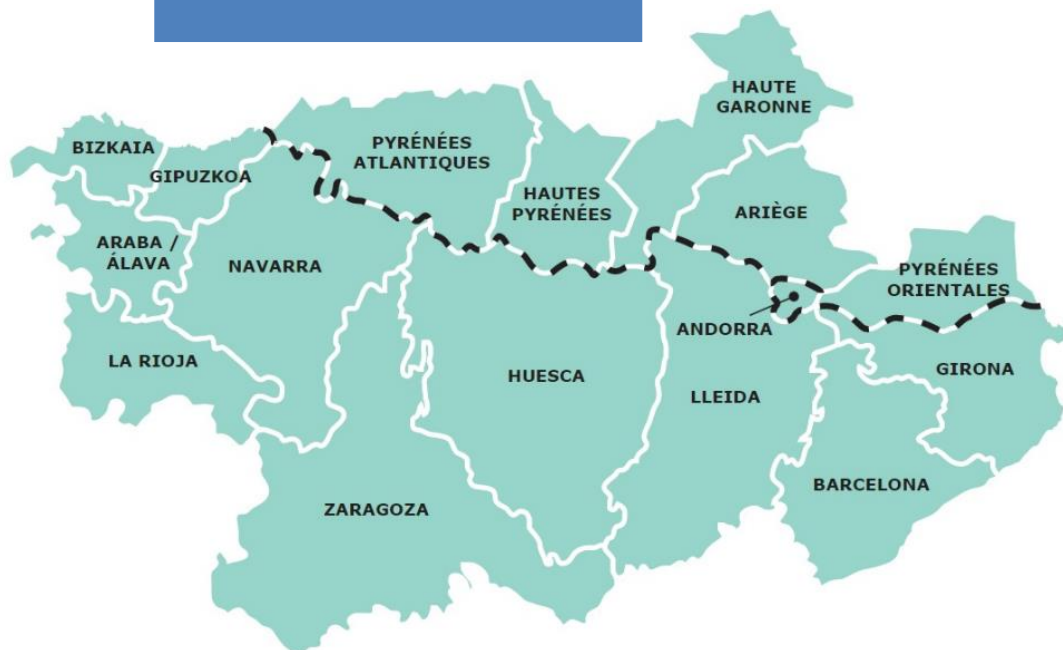 HAUTE
GARONNE
BIZKAIA
PYRÉNÉES
ATLANTIQUES
GIPUZKOA
HAUTES
PYRÉNÉES
ARIÈGE
ARABA /
ÁLAVA
NAVARRA
PYRÉNÉES
ORIENTALES
ANDORRA
LA RIOJA
HUESCA
GIRONA
LLEIDA
BARCELONA
ZARAGOZA